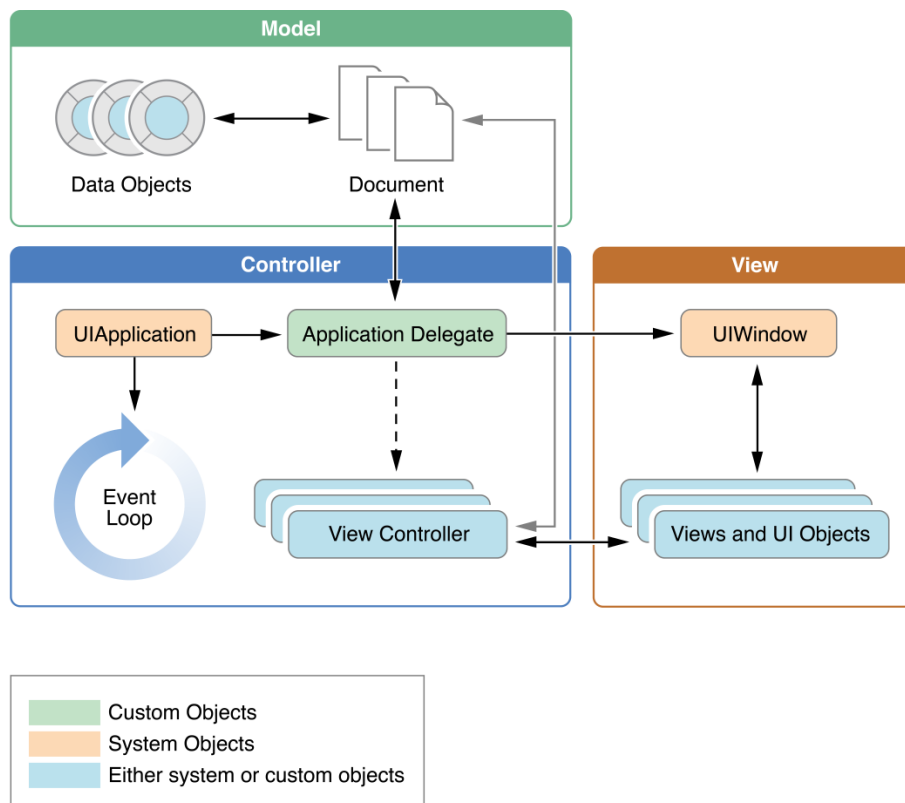 Model
Data Objects
Document
Controller
View
UIApplication
Application Delegate
UIWindow
Event
Loop
View Controller
Views and UI Objects
Custom Objects
System Objects
Either system or custom objects